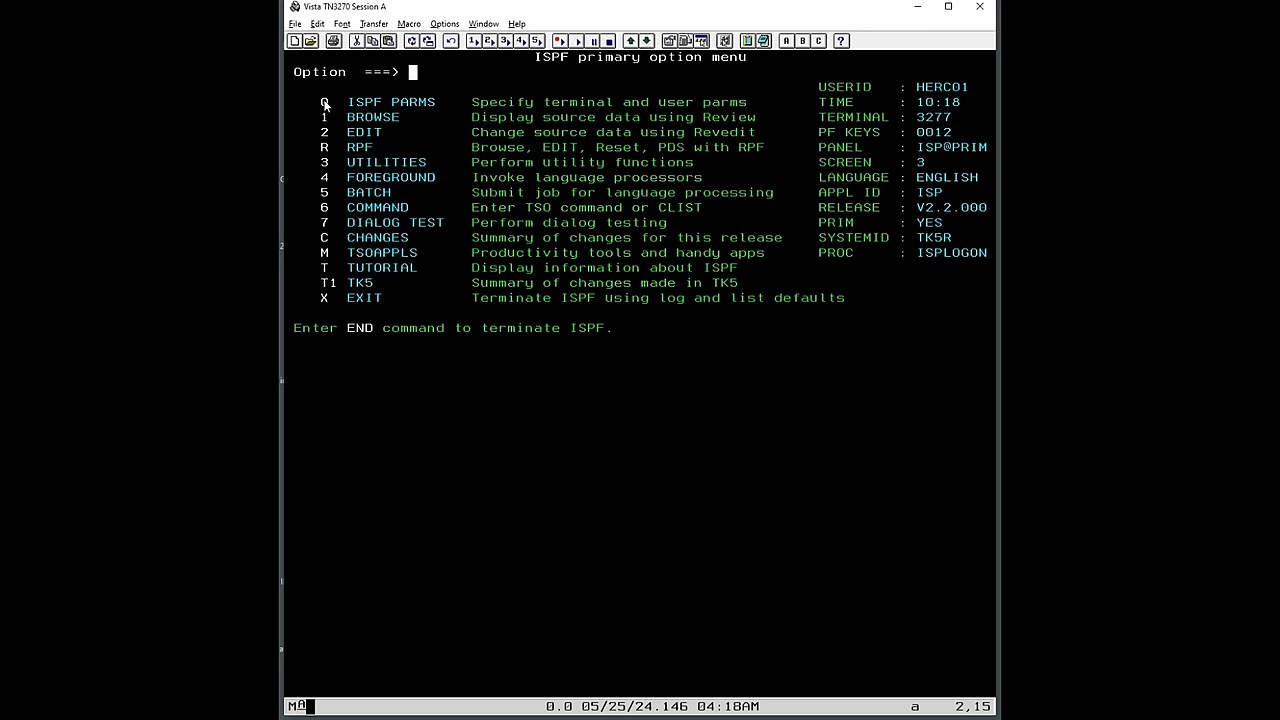 Vista TN3270 Session A
File Edit Font Transfer Macro Options Window Help
1 2 3 4 5 A B C ?
ISPF primary option menu
Option ===>
USERID : HERC01
0 ISPF PARMS Specify terminal and user parms TIME : 10:18
1 BROWSE Display source data using Review TERMINAL : 3277
2 EDIT Change source data using Revedit PF KEYS : 0012
R RPF Browse, EDIT, Reset, PDS with RPF PANEL : ISP@PRIM
3 UTILITIES Perform utility functions SCREEN : 3
4 FOREGROUND Invoke language processors LANGUAGE : ENGLISH
5 BATCH Submit job for language processing APPL ID : ISP
6 COMMAND Enter TSO command or CLIST RELEASE : V2.2.000
7 DIALOG TEST Perform dialog testing PRIM : YES
C CHANGES Summary of changes for this release SYSTEMID : TK5R
M TSOAPPLS Productivity tools and handy apps PROC : ISPLOGON
T TUTORIAL Display information about ISPF
T1 TK5 Summary of changes made in TK5
X EXIT Terminate ISPF using log and list defaults
Enter END command to terminate ISPF.
MA 0.0 05/25/24.146 04:18AM a 2,15